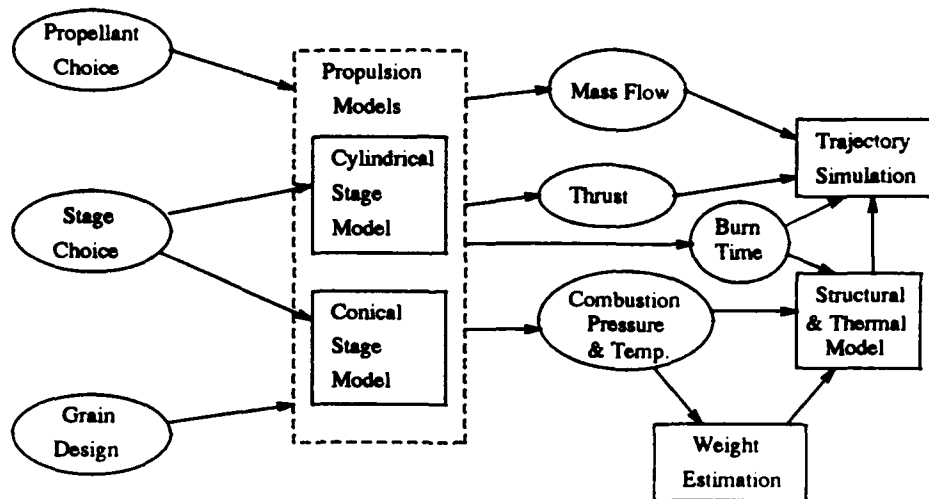 Propellant
Choice
Propulsion
Models
Mass Flow
Trajectory
Simulation
Cylindrical
Stage
Model
Thrust
Stage
Choice
Burn
Time
Conical
Stage
Model
Combustion
Pressure
& Temp.
Structural
& Thermal
Model
Grain
Design
Weight
Estimation